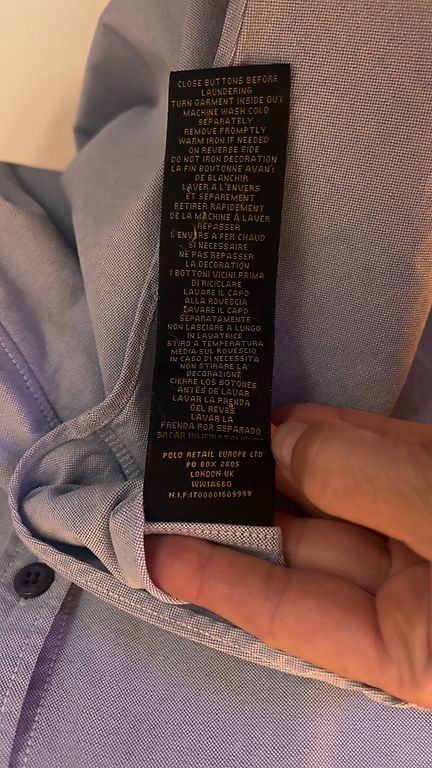 CLOSE BUTTONS BEFORE
LAUNDERING
TURN GARMENT INSIDE OUT
MACHINE WASH COLD
SEPARATELY
REMOVE PROMPTLY
WARM IRON IF NEEDED
ON REVERSE SIDE
DO NOT IRON DECORATION
LA FIN BOUTONNE AVANT
DE BLANCHIR
LAVER A L'ENVERS
ET SEPAREMENT
RETIRER RAPIDEMENT
DE LA MACHINE À LAVER
REPASSER
L'ENVERS A FER CHAUD
SI NECESSAIRE
NE PAS REPASSER
LA DECORATION
I BOTTONI VICINI PRIMA
DI RICICLARE
LAVARE IL CAPO
ALLA ROVESCIA
LAVARE IL CAPO
SEPARATAMENTE
NON LASCIARE A LUNGO
IN LAVATRICE
STIRO A TEMPERATURA
MEDIA SUL ROVESCIO
IN CASO DI NECESSITA
NON STIRARE LA
DECORAZIONE
CIERRE LOS BOTONES
ANTES DE LAVAR
LAVAR LA PRENDA
DEL REVES
LAVAR LA
PRENDA POR SEPARADO
SACAR INMEDIATAMENTE
POLO RETAIL EUROPE LTD
PO BOX 2805
LONDON UK
WW1A6BG
N.I.F:IT00001609999